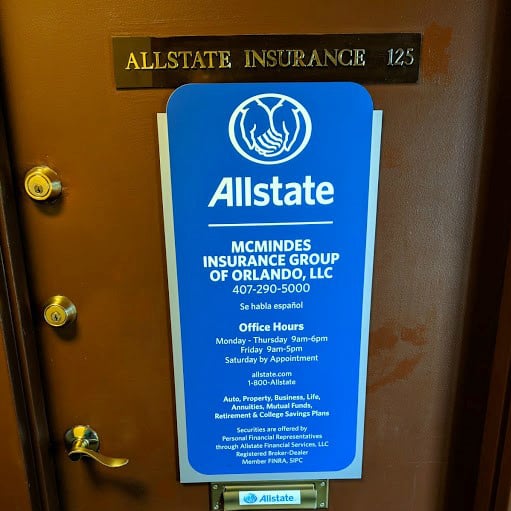 ALLSTATE INSURANCE 125
Allstate
MCMINDES
INSURANCE GROUP
OF ORLANDO, LLC
407-290-5000
Se habla español
Office Hours
Monday - Thursday 9am-6pm
Friday 9am-5pm
Saturday by Appointment
allstate.com
1-800-Allstate
Auto, Property, Business, Life,
Annuities, Mutual Funds,
Retirement & College Savings Plans
Securities are offered by
Personal Financial Representatives
through Allstate Financial Services, LLC
Registered Broker-Dealer
Member FINRA, SIPC
Allstate